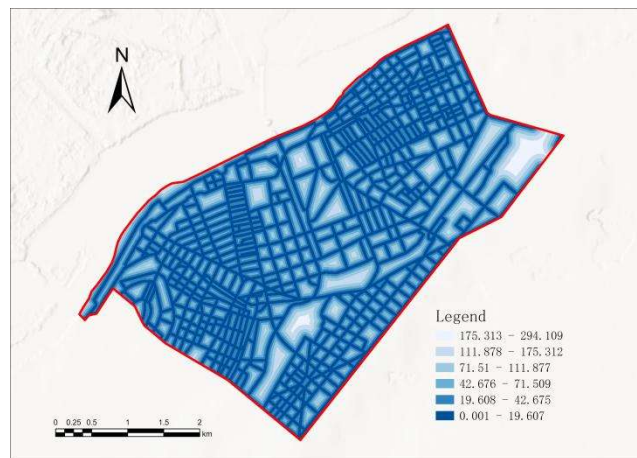 N
Legend
175.313 - 294.109
111.878 - 175.312
71.51 - 111.877
42.676 - 71.509
19.608 - 42.675
0.001 - 19.607
0 0.25 0.5 1 1.5 2
km